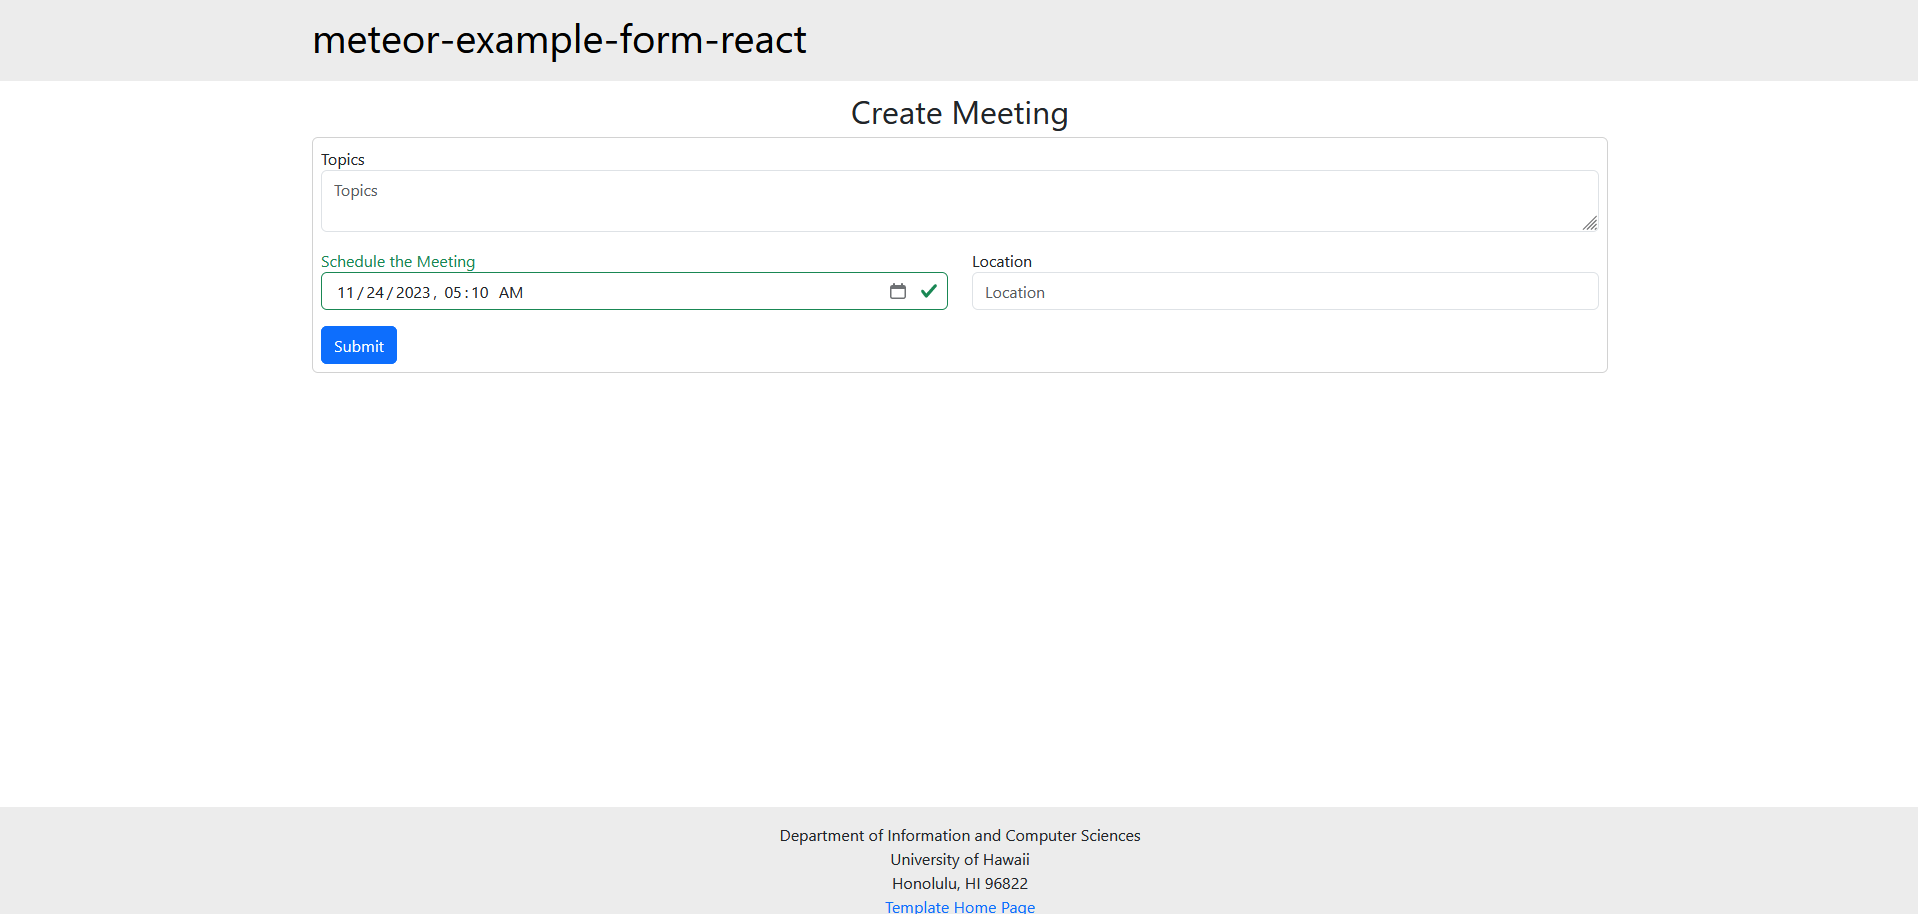 meteor-example-form-react
Create Meeting
Topics
Topics
Schedule the Meeting
Location
11/24/2023, 05:10 AM
Location
Submit
Department of Information and Computer Sciences
University of Hawaii
Honolulu, HI 96822
Template Home Page